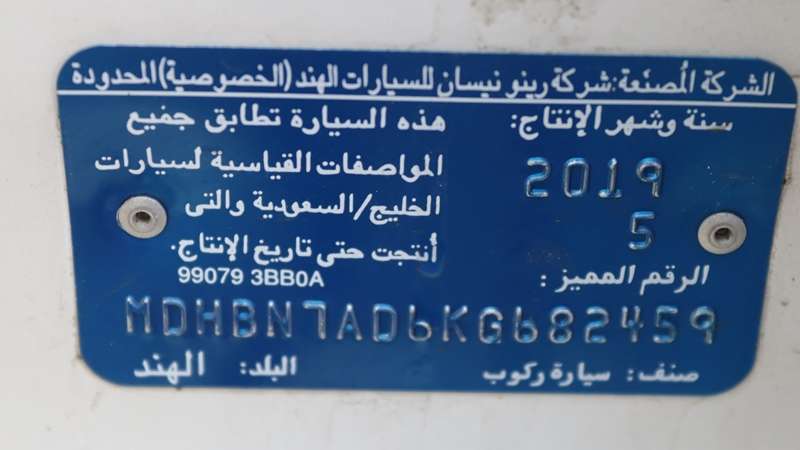 الشركة المُصنّعة: شركة رينو نيسان للسيارات الهند (الخصوصية) المحدودة
سنة وشهر الإنتاج:
2019
5
هذه السيارة تطابق جميع
المواصفات القياسية لسيارات
الخليج/السعودية والتى
أنتجت حتى تاريخ الإنتاج.
99079 3BB0A
الرقم المميز:
MDHBN7AD6KG682459
صنف: سيارة ركوب
البلد: الهند